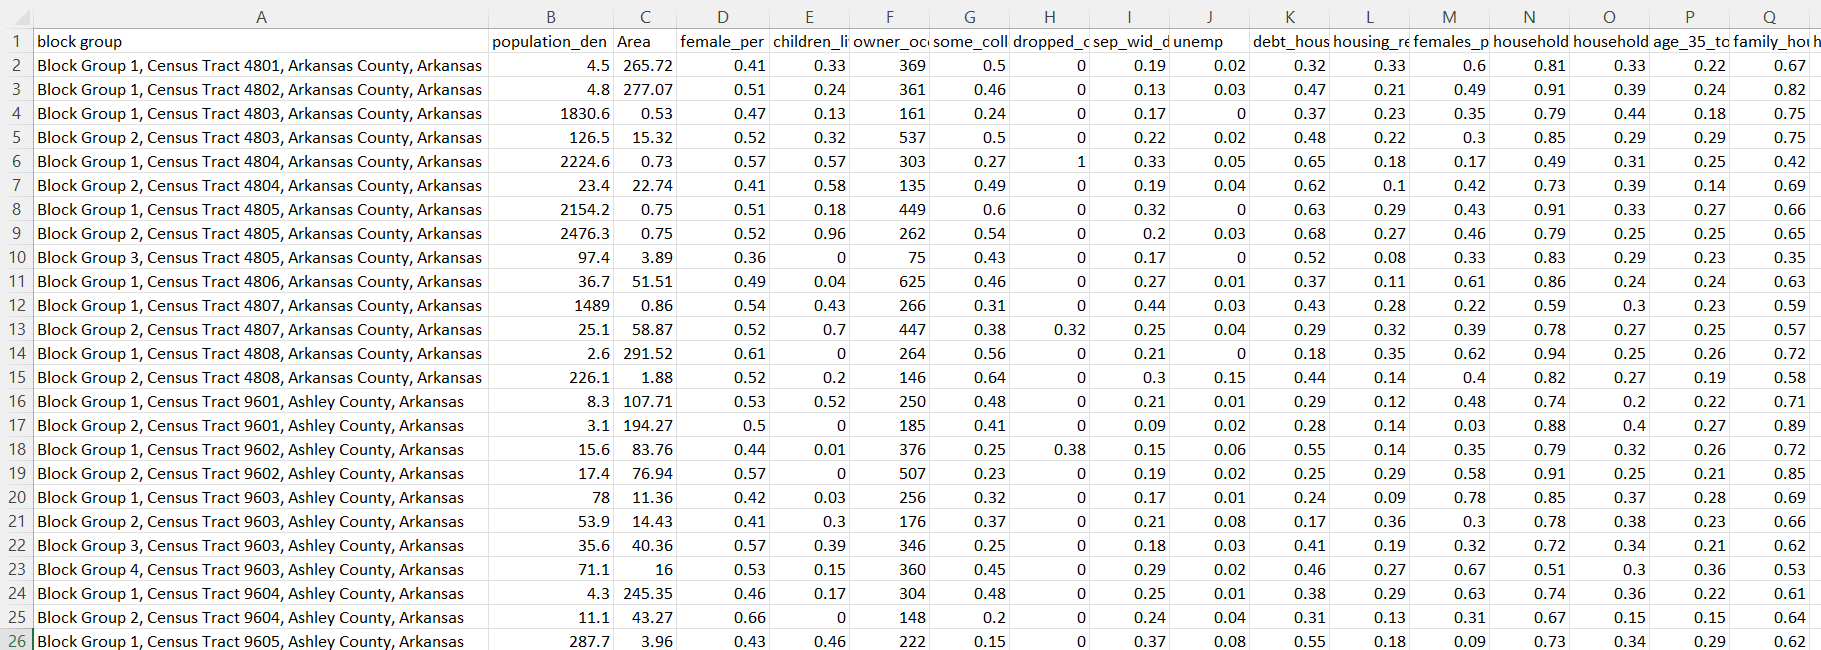 A B C D E F G H I J K L M N O P Q
1 block group population_den Area female_per children_li owner_occ some_coll dropped_c sep_wid_d unemp debt_hous housing_re females_p household household age_35_to family_hou h
2 Block Group 1, Census Tract 4801, Arkansas County, Arkansas 4.5 265.72 0.41 0.33 369 0.5 0 0.19 0.02 0.32 0.33 0.6 0.81 0.33 0.22 0.67
3 Block Group 1, Census Tract 4802, Arkansas County, Arkansas 4.8 277.07 0.51 0.24 361 0.46 0 0.13 0.03 0.47 0.21 0.49 0.91 0.39 0.24 0.82
4 Block Group 1, Census Tract 4803, Arkansas County, Arkansas 1830.6 0.53 0.47 0.13 161 0.24 0 0.17 0 0.37 0.23 0.35 0.79 0.44 0.18 0.75
5 Block Group 2, Census Tract 4803, Arkansas County, Arkansas 126.5 15.32 0.52 0.32 537 0.5 0 0.22 0.02 0.48 0.22 0.3 0.85 0.29 0.29 0.75
6 Block Group 1, Census Tract 4804, Arkansas County, Arkansas 2224.6 0.73 0.57 0.57 303 0.27 1 0.33 0.05 0.65 0.18 0.17 0.49 0.31 0.25 0.42
7 Block Group 2, Census Tract 4804, Arkansas County, Arkansas 23.4 22.74 0.41 0.58 135 0.49 0 0.19 0.04 0.62 0.1 0.42 0.73 0.39 0.14 0.69
8 Block Group 1, Census Tract 4805, Arkansas County, Arkansas 2154.2 0.75 0.51 0.18 449 0.6 0 0.32 0 0.63 0.29 0.43 0.91 0.33 0.27 0.66
9 Block Group 2, Census Tract 4805, Arkansas County, Arkansas 2476.3 0.75 0.52 0.96 262 0.54 0 0.2 0.03 0.68 0.27 0.46 0.79 0.25 0.25 0.65
10 Block Group 3, Census Tract 4805, Arkansas County, Arkansas 97.4 3.89 0.36 0 75 0.43 0 0.17 0 0.52 0.08 0.33 0.83 0.29 0.23 0.35
11 Block Group 1, Census Tract 4806, Arkansas County, Arkansas 36.7 51.51 0.49 0.04 625 0.46 0 0.27 0.01 0.37 0.11 0.61 0.86 0.24 0.24 0.63
12 Block Group 1, Census Tract 4807, Arkansas County, Arkansas 1489 0.86 0.54 0.43 266 0.31 0 0.44 0.03 0.43 0.28 0.22 0.59 0.3 0.23 0.59
13 Block Group 2, Census Tract 4807, Arkansas County, Arkansas 25.1 58.87 0.52 0.7 447 0.38 0.32 0.25 0.04 0.29 0.32 0.39 0.78 0.27 0.25 0.57
14 Block Group 1, Census Tract 4808, Arkansas County, Arkansas 2.6 291.52 0.61 0 264 0.56 0 0.21 0 0.18 0.35 0.62 0.94 0.25 0.26 0.72
15 Block Group 2, Census Tract 4808, Arkansas County, Arkansas 226.1 1.88 0.52 0.2 146 0.64 0 0.3 0.15 0.44 0.14 0.4 0.82 0.27 0.19 0.58
16 Block Group 1, Census Tract 9601, Ashley County, Arkansas 8.3 107.71 0.53 0.52 250 0.48 0 0.21 0.01 0.29 0.12 0.48 0.74 0.2 0.22 0.71
17 Block Group 2, Census Tract 9601, Ashley County, Arkansas 3.1 194.27 0.5 0 185 0.41 0 0.09 0.02 0.28 0.14 0.03 0.88 0.4 0.27 0.89
18 Block Group 1, Census Tract 9602, Ashley County, Arkansas 15.6 83.76 0.44 0.01 376 0.25 0.38 0.15 0.06 0.55 0.14 0.35 0.79 0.32 0.26 0.72
19 Block Group 2, Census Tract 9602, Ashley County, Arkansas 17.4 76.94 0.57 0 507 0.23 0 0.19 0.02 0.25 0.29 0.58 0.91 0.25 0.21 0.85
20 Block Group 1, Census Tract 9603, Ashley County, Arkansas 78 11.36 0.42 0.03 256 0.32 0 0.17 0.01 0.24 0.09 0.78 0.85 0.37 0.28 0.69
21 Block Group 2, Census Tract 9603, Ashley County, Arkansas 53.9 14.43 0.41 0.3 176 0.37 0 0.21 0.08 0.17 0.36 0.3 0.78 0.38 0.23 0.66
22 Block Group 3, Census Tract 9603, Ashley County, Arkansas 35.6 40.36 0.57 0.39 346 0.25 0 0.18 0.03 0.41 0.19 0.32 0.72 0.34 0.21 0.62
23 Block Group 4, Census Tract 9603, Ashley County, Arkansas 71.1 16 0.53 0.15 360 0.45 0 0.29 0.02 0.46 0.27 0.67 0.51 0.3 0.36 0.53
24 Block Group 1, Census Tract 9604, Ashley County, Arkansas 4.3 245.35 0.46 0.17 304 0.48 0 0.25 0.01 0.38 0.29 0.63 0.74 0.36 0.22 0.61
25 Block Group 2, Census Tract 9604, Ashley County, Arkansas 11.1 43.27 0.66 0 148 0.2 0 0.24 0.04 0.31 0.13 0.31 0.67 0.15 0.15 0.64
26 Block Group 1, Census Tract 9605, Ashley County, Arkansas 287.7 3.96 0.43 0.46 222 0.15 0 0.37 0.08 0.55 0.18 0.09 0.73 0.34 0.29 0.62